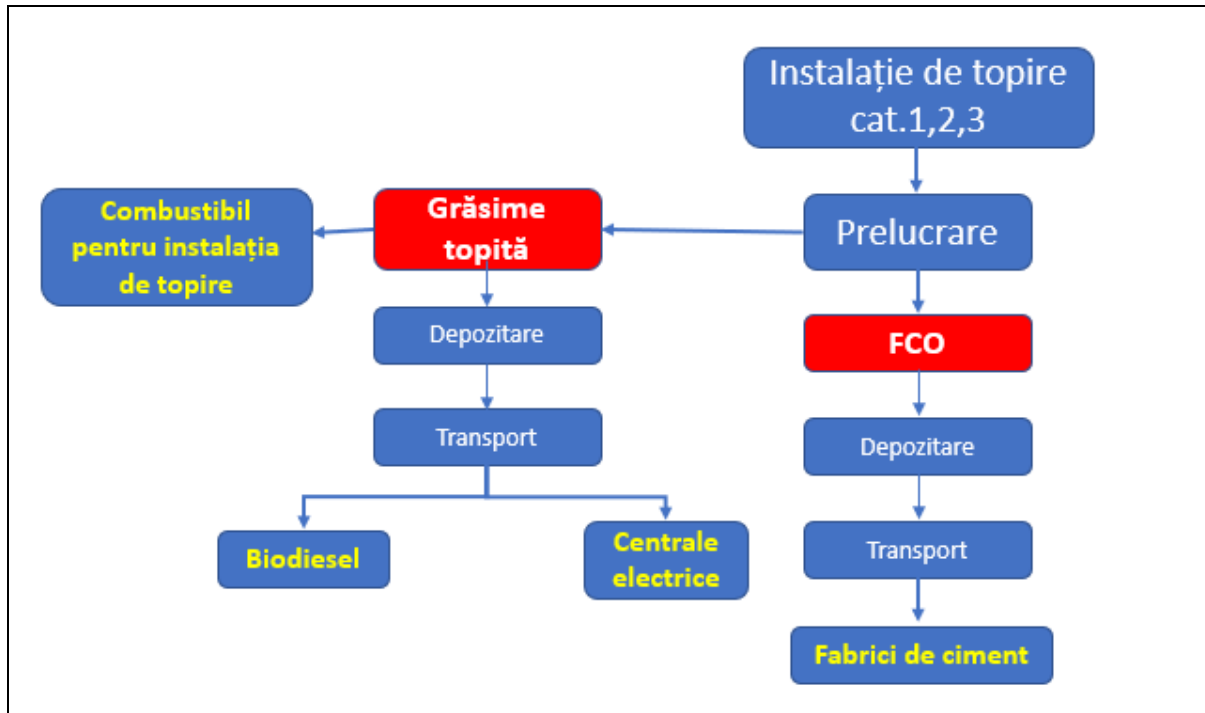 Instalație de topire
cat.1,2,3
Combustibil
pentru instalația
de topire
Grăsime
topită
Prelucrare
Depozitare
FCO
Transport
Depozitare
Biodiesel
Centrale
electrice
Transport
Fabrici de ciment